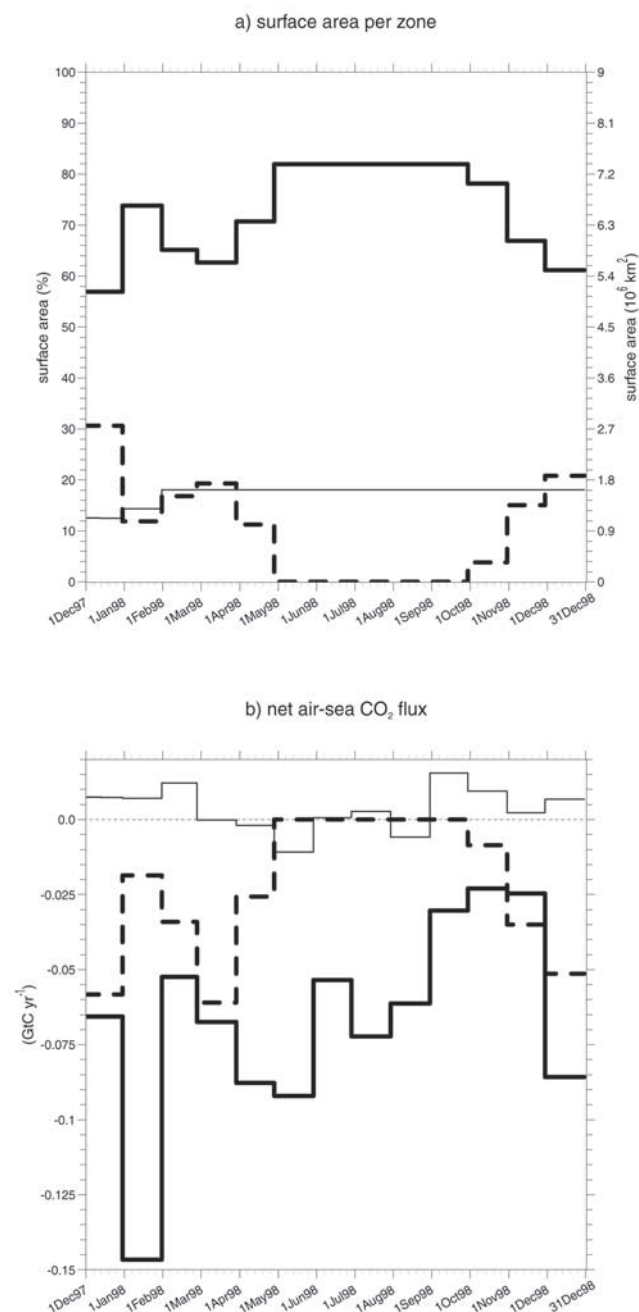 a) surface area per zone
100
90
80
70
60
50
40
30
20
10
0
surface area (%)
9
8.1
7.2
6.3
5.4
4.5
3.6
2.7
1.8
0.9
0
surface area (10⁶ km²)
1Dec97
1Jan98
1Feb98
1Mar98
1Apr98
1May98
1Jun98
1Jul98
1Aug98
1Sep98
1Oct98
1Nov98
1Dec98
31Dec98
b) net air-sea CO₂ flux
0.0
-0.025
-0.05
-0.075
-0.1
-0.125
-0.15
(GtC yr⁻¹)
1Dec97
1Jan98
1Feb98
1Mar98
1Apr98
1May98
1Jun98
1Jul98
1Aug98
1Sep98
1Oct98
1Nov98
1Dec98
31Dec98